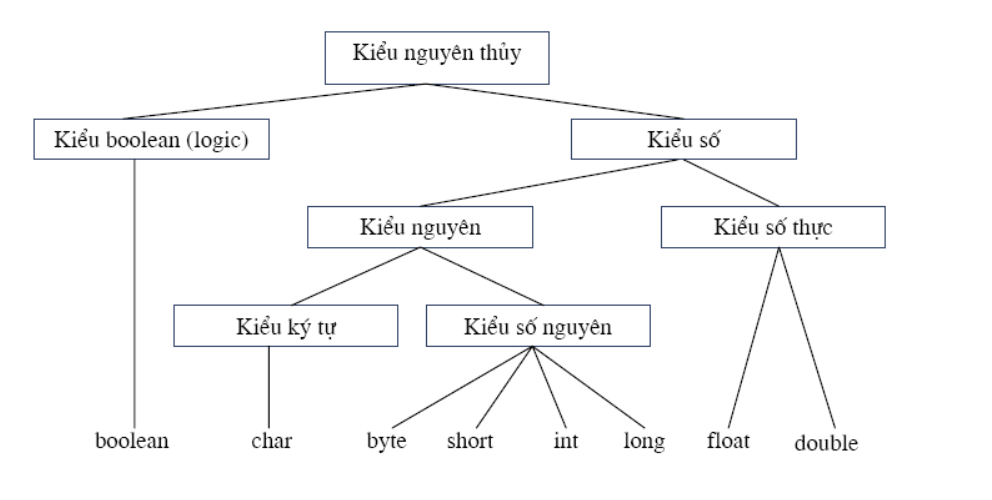 Kiểu nguyên thủy
Kiểu boolean (logic)
Kiểu số
Kiểu nguyên
Kiểu số thực
Kiểu ký tự
Kiểu số nguyên
boolean
char
byte
short
int
long
float
double